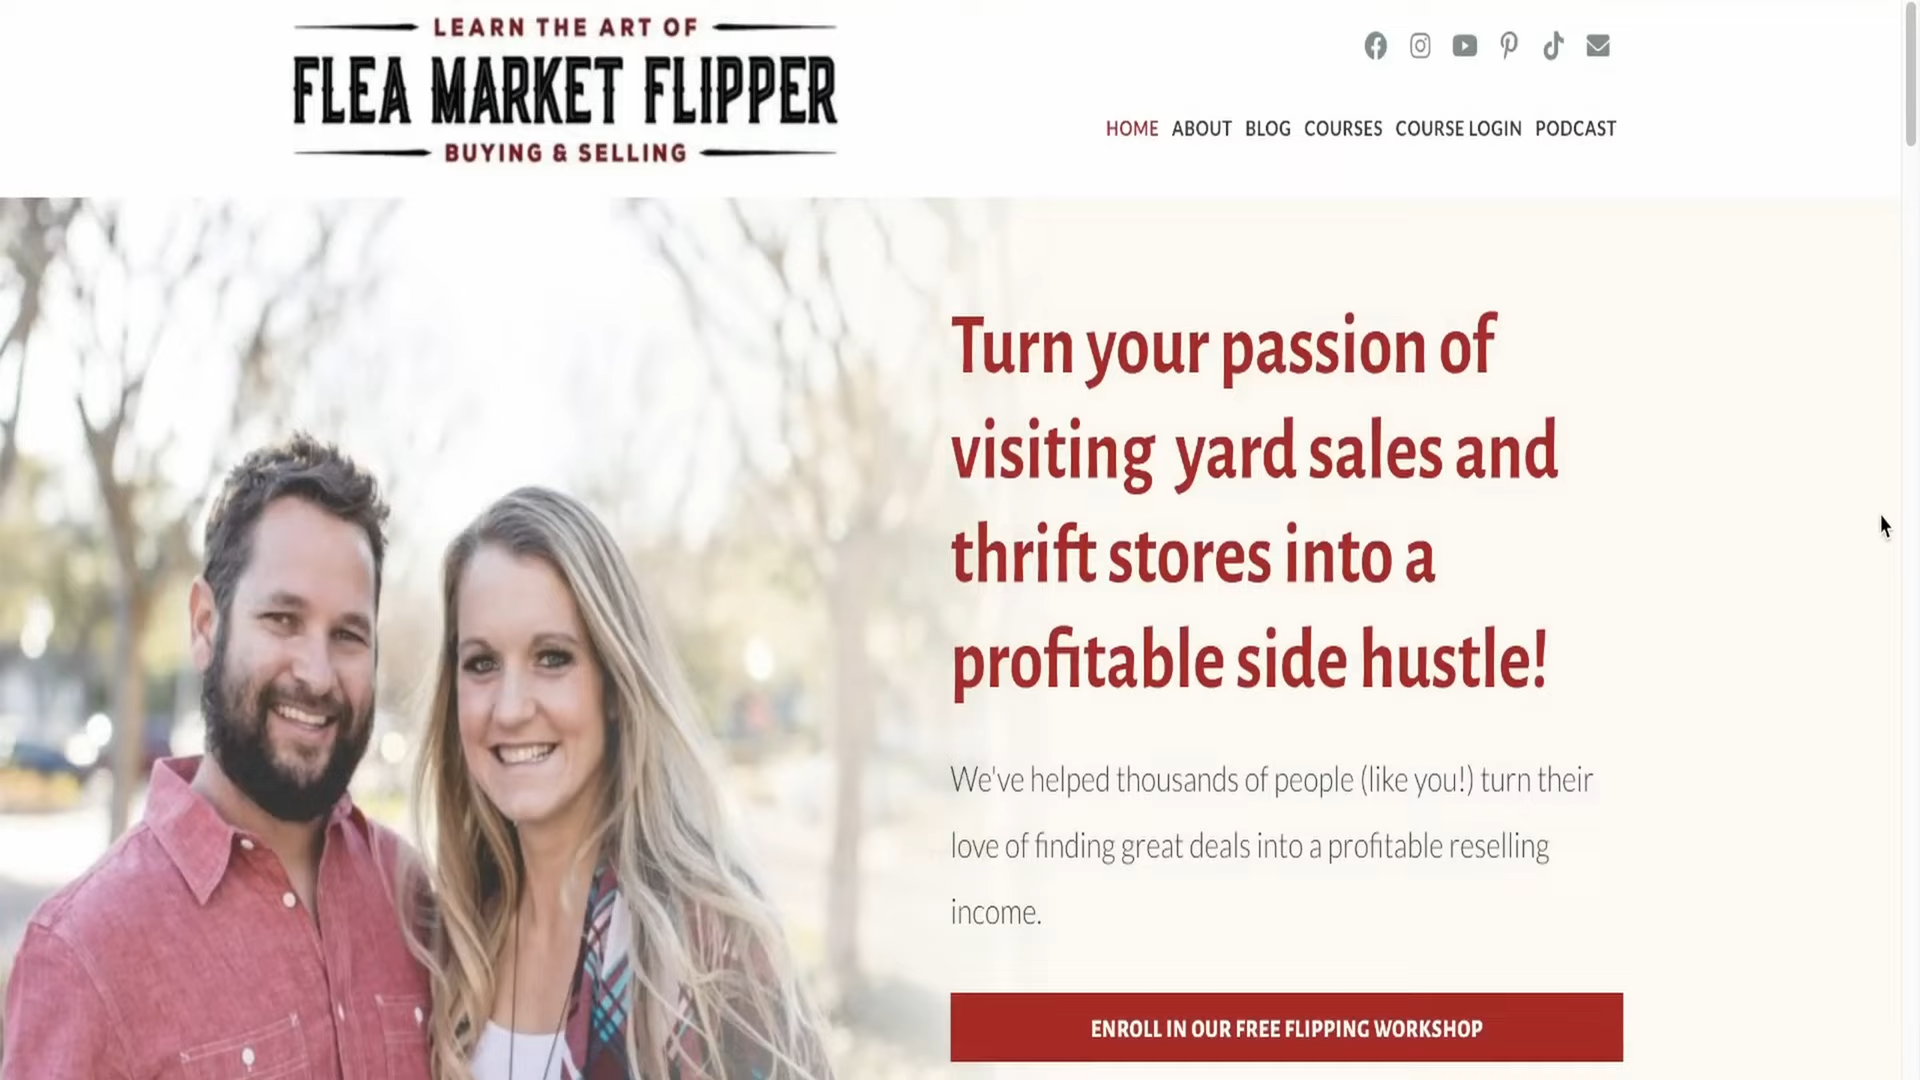 LEARN THE ART OF
FLEA MARKET FLIPPER
BUYING & SELLING
HOME ABOUT BLOG COURSES COURSE LOGIN PODCAST
Turn your passion of
visiting yard sales and
thrift stores into a
profitable side hustle!
We've helped thousands of people (like you!) turn their
love of finding great deals into a profitable reselling
income.
ENROLL IN OUR FREE FLIPPING WORKSHOP